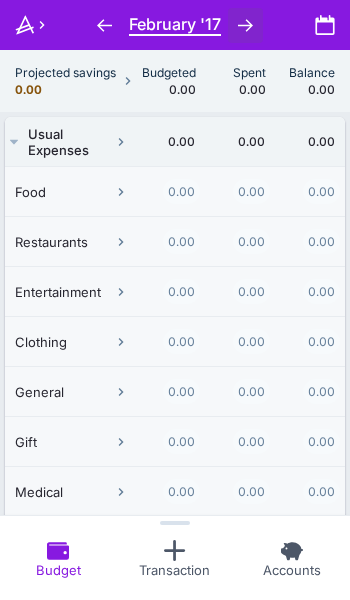 February '17
Projected savings
0.00
Budgeted
0.00
Spent
0.00
Balance
0.00
Usual
Expenses
0.00 0.00 0.00
Food 0.00 0.00 0.00
Restaurants 0.00 0.00 0.00
Entertainment 0.00 0.00 0.00
Clothing 0.00 0.00 0.00
General 0.00 0.00 0.00
Gift 0.00 0.00 0.00
Medical 0.00 0.00 0.00
Budget
Transaction
Accounts